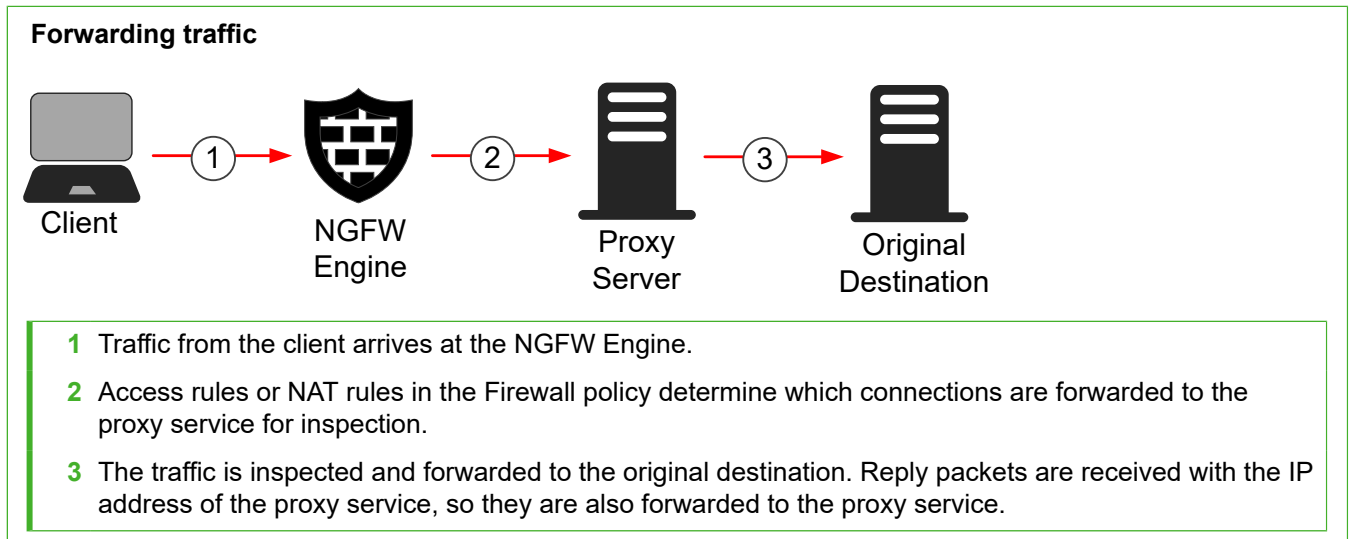 Forwarding traffic
1
2
3
Client
NGFW
Engine
Proxy
Server
Original
Destination
1 Traffic from the client arrives at the NGFW Engine.
2 Access rules or NAT rules in the Firewall policy determine which connections are forwarded to the
proxy service for inspection.
3 The traffic is inspected and forwarded to the original destination. Reply packets are received with the IP
address of the proxy service, so they are also forwarded to the proxy service.